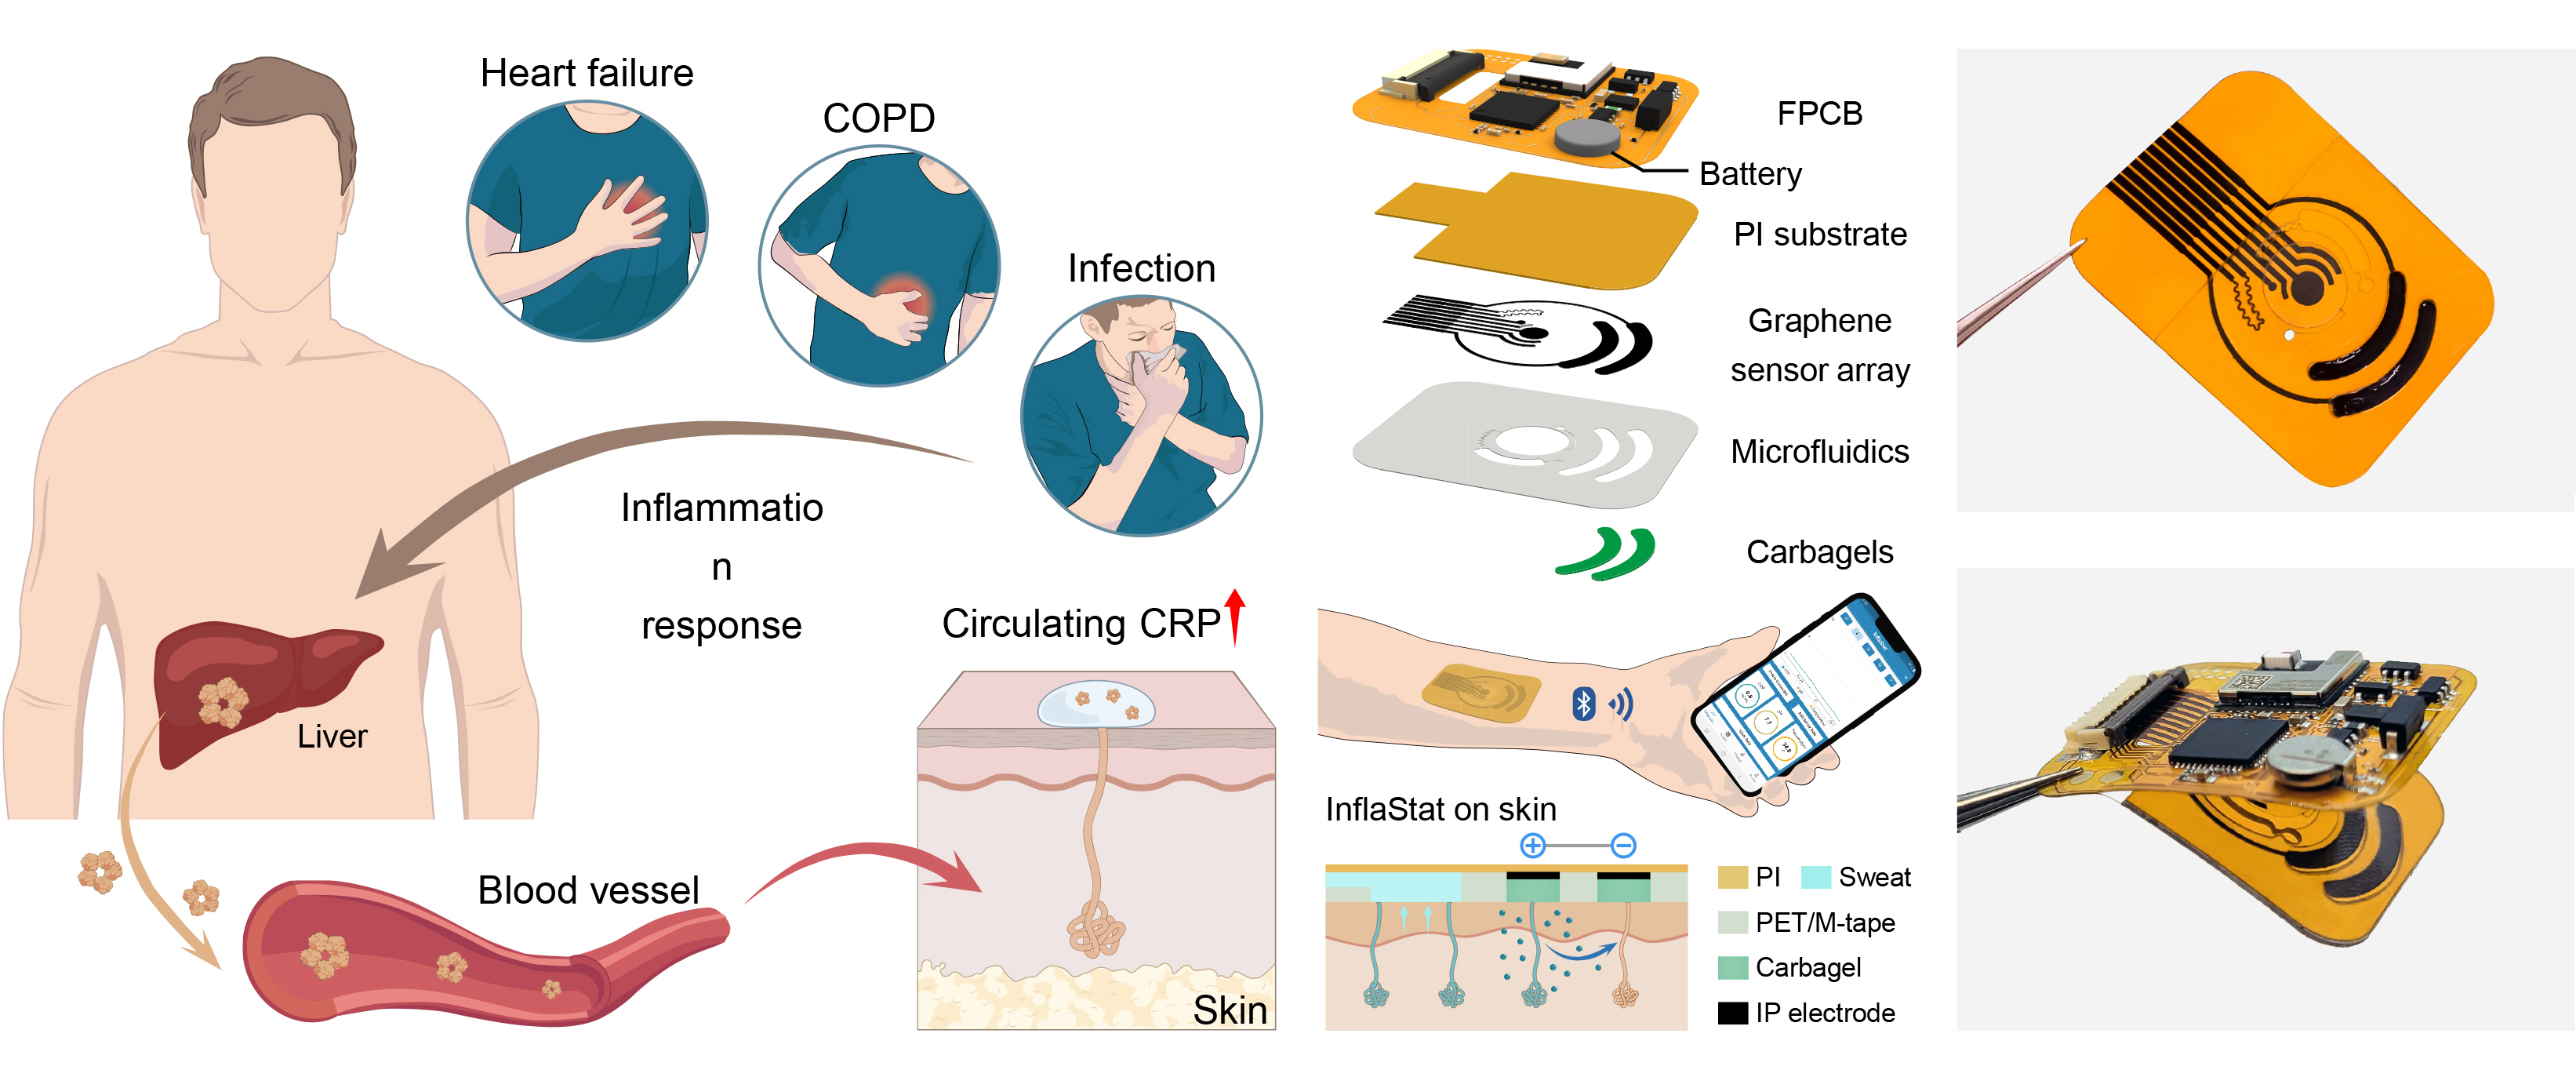 Heart failure
COPD
Infection
Inflammatio
n
response
Liver
Circulating CRP
Blood vessel
Skin
FPCB
Battery
PI substrate
Graphene
sensor array
Microfluidics
Carbagels
InflaStat on skin
PI
Sweat
PET/M-tape
Carbagel
IP electrode